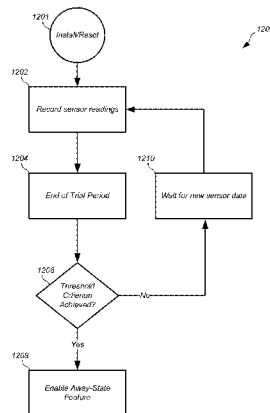 1201
Install/Reset
120
1202
Record sensor readings
1204
1210
End of Trial Period
Wait for new sensor data
1206
Threshold
Criterion
Achieved?
No
Yes
1208
Enable Away-State
Feature